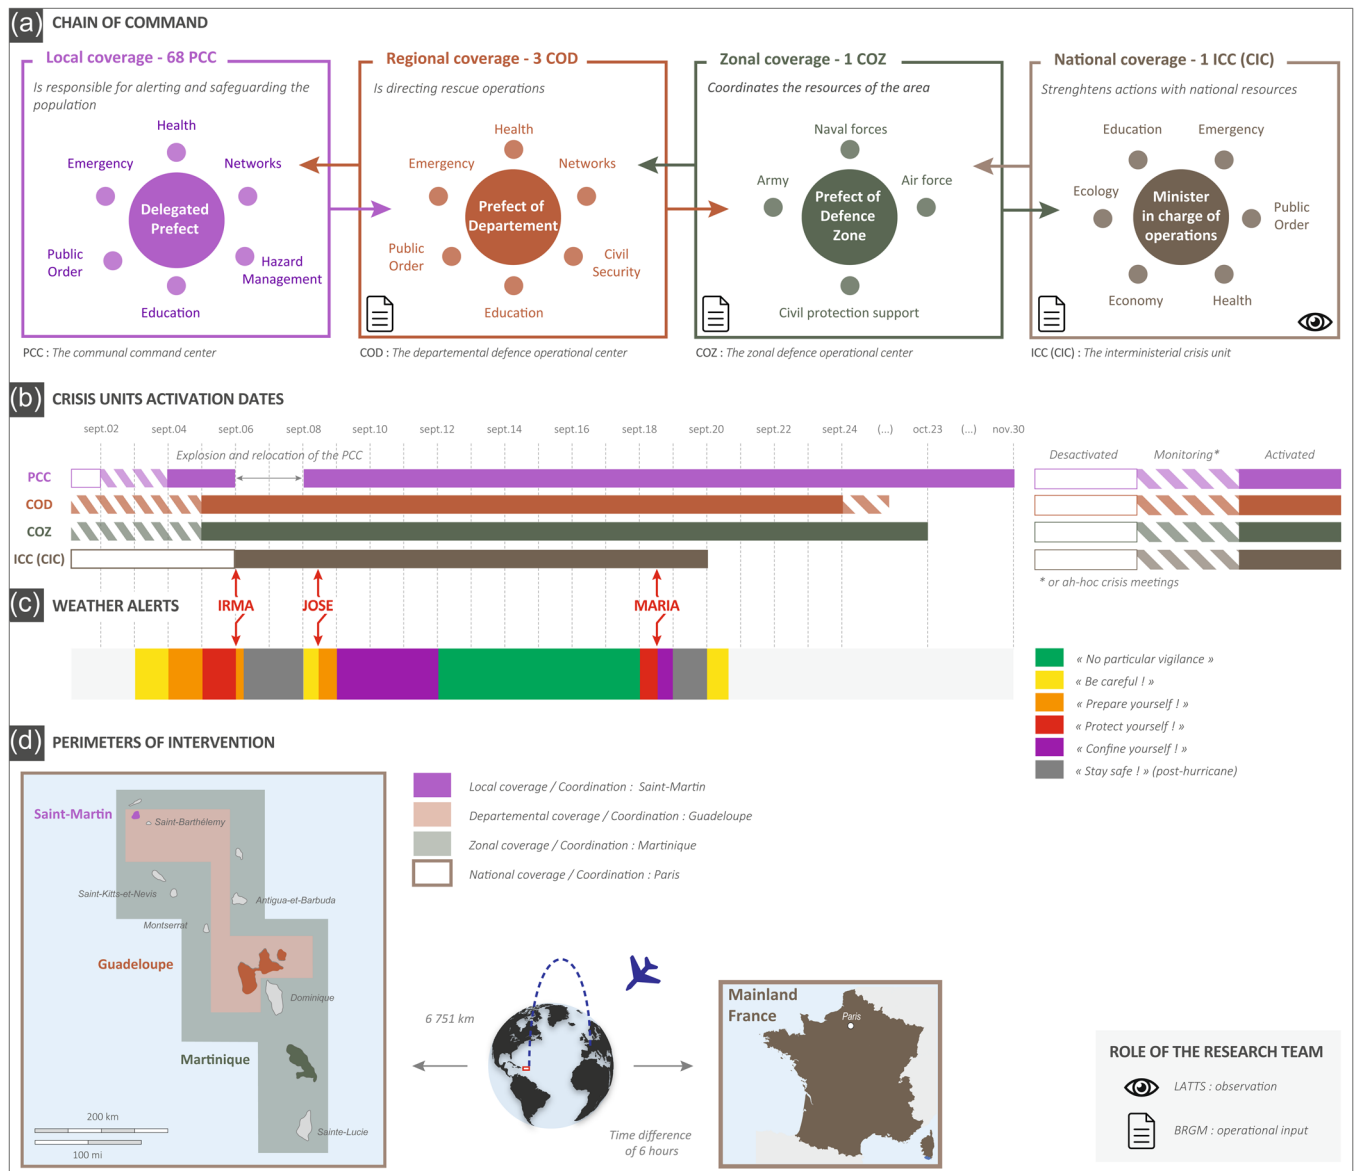 (a) CHAIN OF COMMAND
Local coverage - 68 PCC
Is responsible for alerting and safeguarding the
population
Health
Emergency
Networks
Delegated
Prefect
Public
Order
Hazard
Management
Education
PCC : The communal command center
Regional coverage - 3 COD
Is directing rescue operations
Health
Emergency
Networks
Prefect of
Departement
Public
Order
Civil
Security
Education
COD : The departmental defence operational center
Zonal coverage - 1 COZ
Coordinates the resources of the area
Naval forces
Army
Air force
Prefect of
Defence
Zone
Civil protection support
COZ : The zonal defence operational center
National coverage - 1 ICC (CIC)
Strenghtens actions with national resources
Education
Emergency
Ecology
Minister
in charge of
operations
Public
Order
Economy
Health
ICC (CIC) : The interministerial crisis unit
(b) CRISIS UNITS ACTIVATION DATES
sept.02 sept.04 sept.06 sept.08 sept.10 sept.12 sept.14 sept.16 sept.18 sept.20 sept.22 sept.24 (...) oct.23 (...) nov.30
Explosion and relocation of the PCC
Desactivated Monitoring* Activated
PCC
COD
COZ
ICC (CIC)
* or ah-hoc crisis meetings
(c) WEATHER ALERTS
IRMA JOSE MARIA
« No particular vigilance »
« Be careful ! »
« Prepare yourself ! »
« Protect yourself ! »
« Confine yourself ! »
« Stay safe ! » (post-hurricane)
(d) PERIMETERS OF INTERVENTION
Saint-Martin
Saint-Barthélemy
Saint-Kitts-et-Nevis
Antigua-et-Barbuda
Montserrat
Guadeloupe
Dominique
Martinique
Sainte-Lucie
200 km
100 mi
Local coverage / Coordination : Saint-Martin
Departmental coverage / Coordination : Guadeloupe
Zonal coverage / Coordination : Martinique
National coverage / Coordination : Paris
6 751 km
Time difference
of 6 hours
Mainland
France
Paris
ROLE OF THE RESEARCH TEAM
LATTS : observation
BRGM : operational input